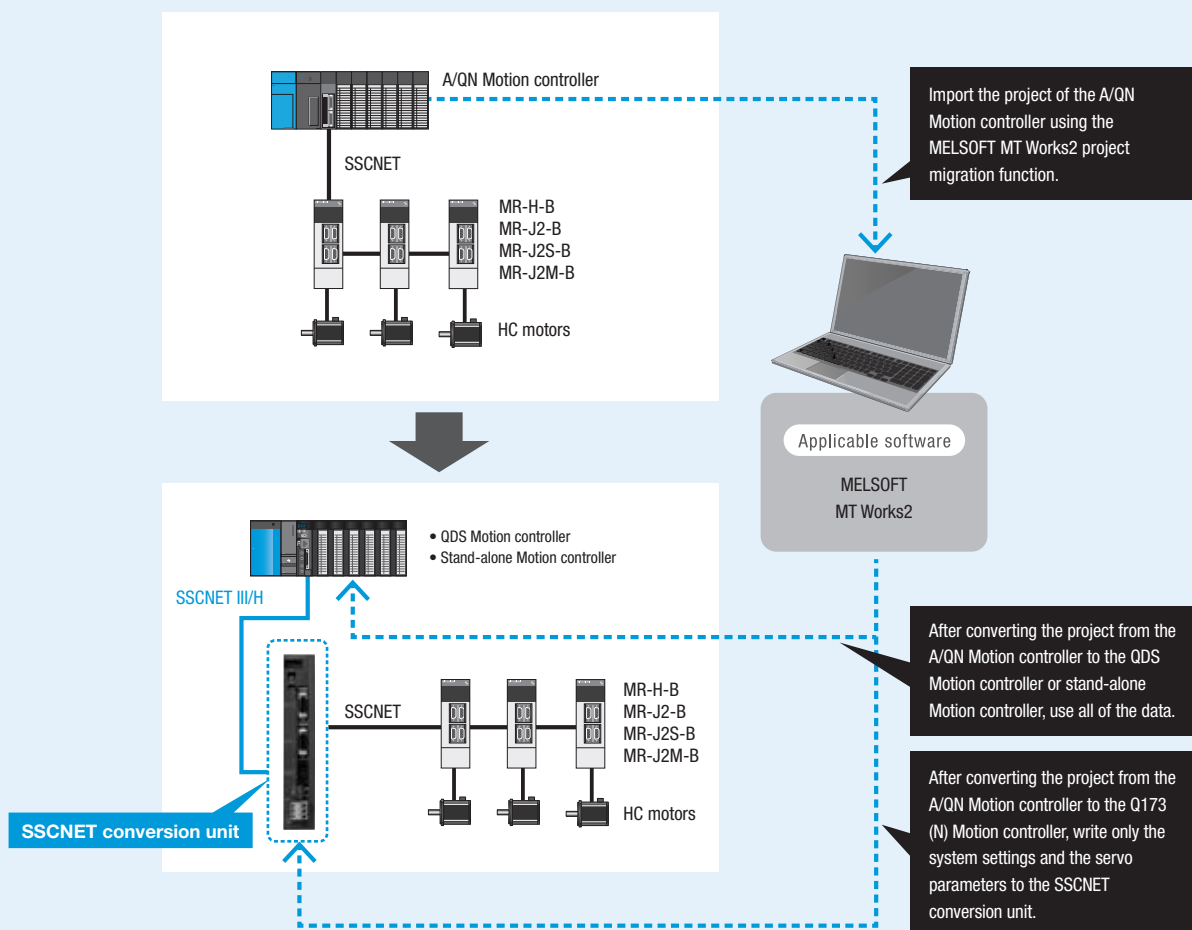 A/QN Motion controller
SSCNET
MR-H-B
MR-J2-B
MR-J2S-B
MR-J2M-B
HC motors
Import the project of the A/QN
Motion controller using the
MELSOFT MT Works2 project
migration function.
Applicable software
MELSOFT
MT Works2
• QDS Motion controller
• Stand-alone Motion controller
SSCNET III/H
SSCNET
MR-H-B
MR-J2-B
MR-J2S-B
MR-J2M-B
HC motors
SSCNET conversion unit
After converting the project from the
A/QN Motion controller to the QDS
Motion controller or stand-alone
Motion controller, use all of the data.
After converting the project from the
A/QN Motion controller to the Q173
(N) Motion controller, write only the
system settings and the servo
parameters to the SSCNET
conversion unit.